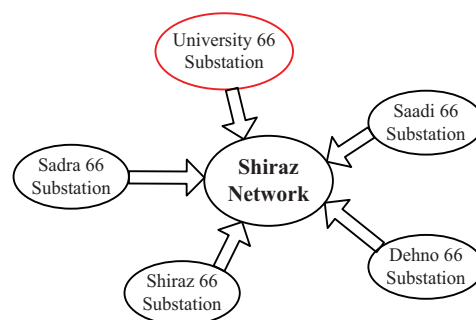 University 66
Substation
Saadi 66
Substation
Sadra 66
Substation
Shiraz
Network
Dehno 66
Substation
Shiraz 66
Substation